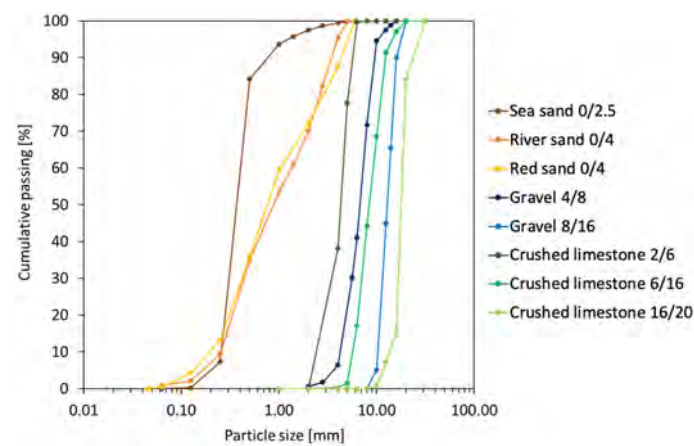 100
90
80
70
60
50
40
30
20
10
0
Cumulative passing [%]
0.01
0.10
1.00
10.00
100.00
Particle size [mm]
Sea sand 0/2.5
River sand 0/4
Red sand 0/4
Gravel 4/8
Gravel 8/16
Crushed limestone 2/6
Crushed limestone 6/16
Crushed limestone 16/20